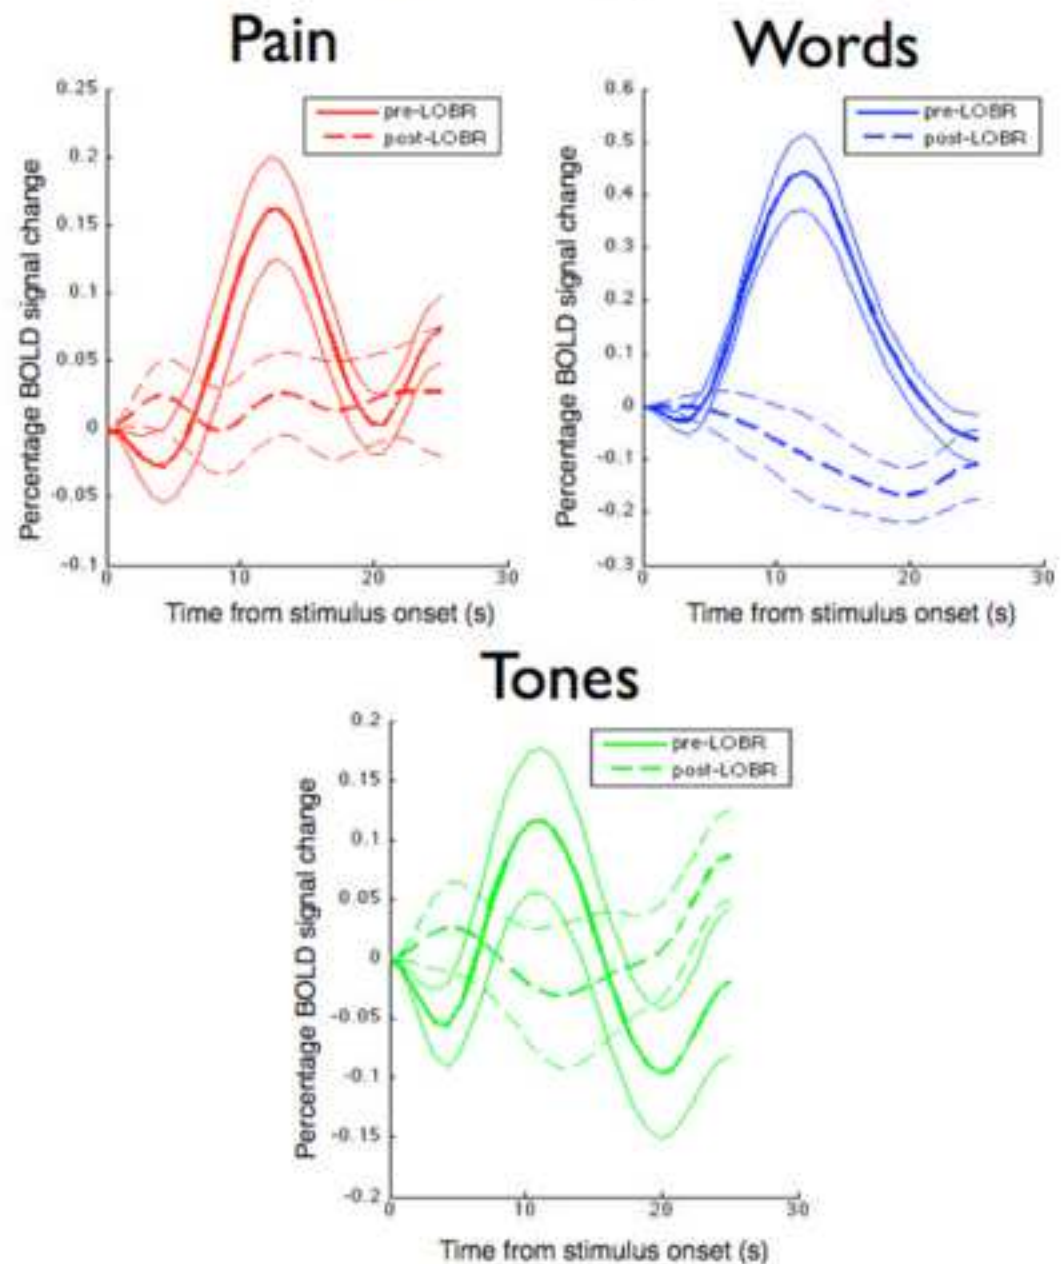 Pain
0.25
0.2
0.15
0.1
0.05
0
-0.05
-0.1
0
10
20
30
pre-LOBR
post-LOBR
Percentage BOLD signal change
Time from stimulus onset (s)
Words
0.6
0.5
0.4
0.3
0.2
0.1
0
-0.1
-0.2
-0.3
0
10
20
30
pre-LOBR
post-LOBR
Percentage BOLD signal change
Time from stimulus onset (s)
Tones
0.2
0.15
0.1
0.05
0
-0.05
-0.1
-0.15
-0.2
0
10
20
30
pre-LOBR
post-LOBR
Percentage BOLD signal change
Time from stimulus onset (s)